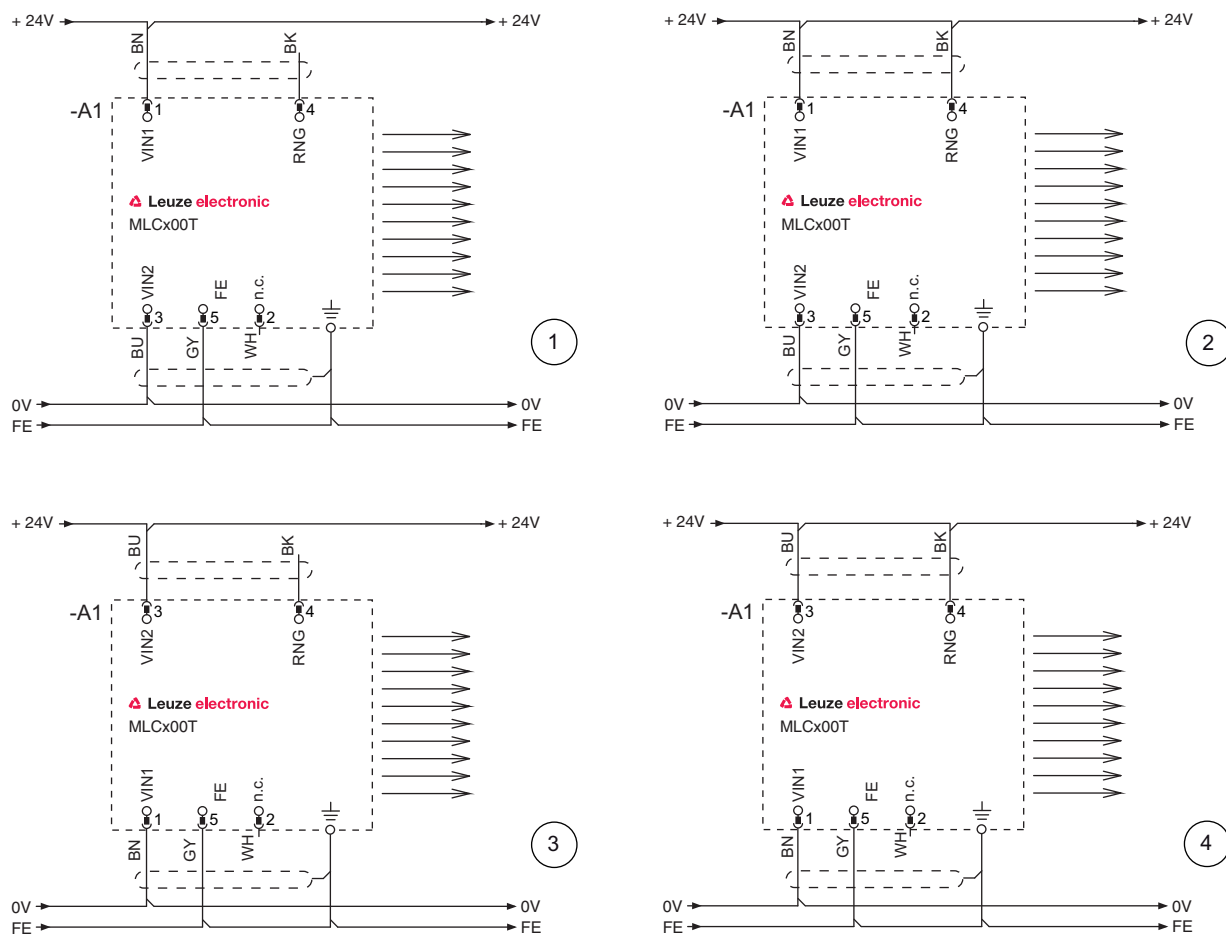 + 24V + 24V
BN BK
-A1 1 4
VIN1 RNG
Leuze electronic
MLCx00T
VIN2 FE n.c.
3 5 2
BU GY WH
1
0V 0V
FE FE
+ 24V + 24V
BN BK
-A1 1 4
VIN1 RNG
Leuze electronic
MLCx00T
VIN2 FE n.c.
3 5 2
BU GY WH
2
0V 0V
FE FE
+ 24V + 24V
BU BK
-A1 3 4
VIN2 RNG
Leuze electronic
MLCx00T
VIN1 FE n.c.
1 5 2
BN GY WH
3
0V 0V
FE FE
+ 24V + 24V
BU BK
-A1 3 4
VIN2 RNG
Leuze electronic
MLCx00T
VIN1 FE n.c.
1 5 2
BN GY WH
4
0V 0V
FE FE